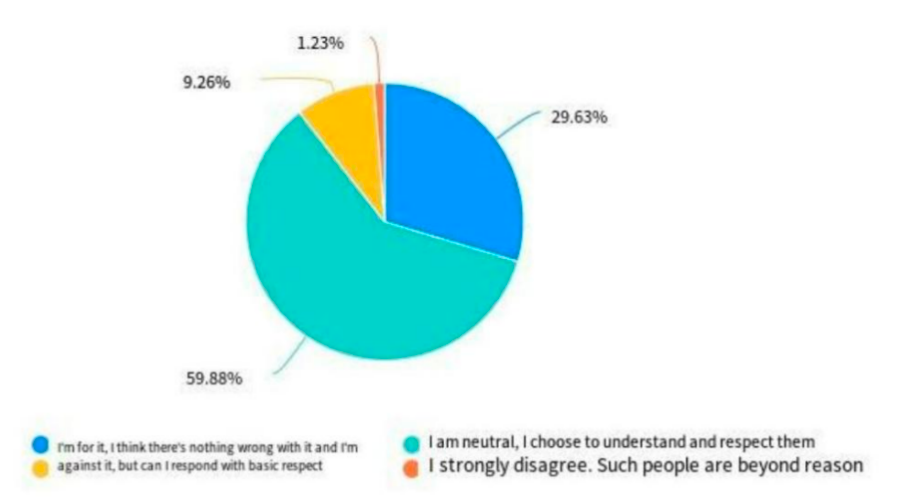 1.23%
9.26%
29.63%
59.88%
I'm for it, I think there's nothing wrong with it and I'm
against it, but can I respond with basic respect
I am neutral, I choose to understand and respect them
I strongly disagree. Such people are beyond reason